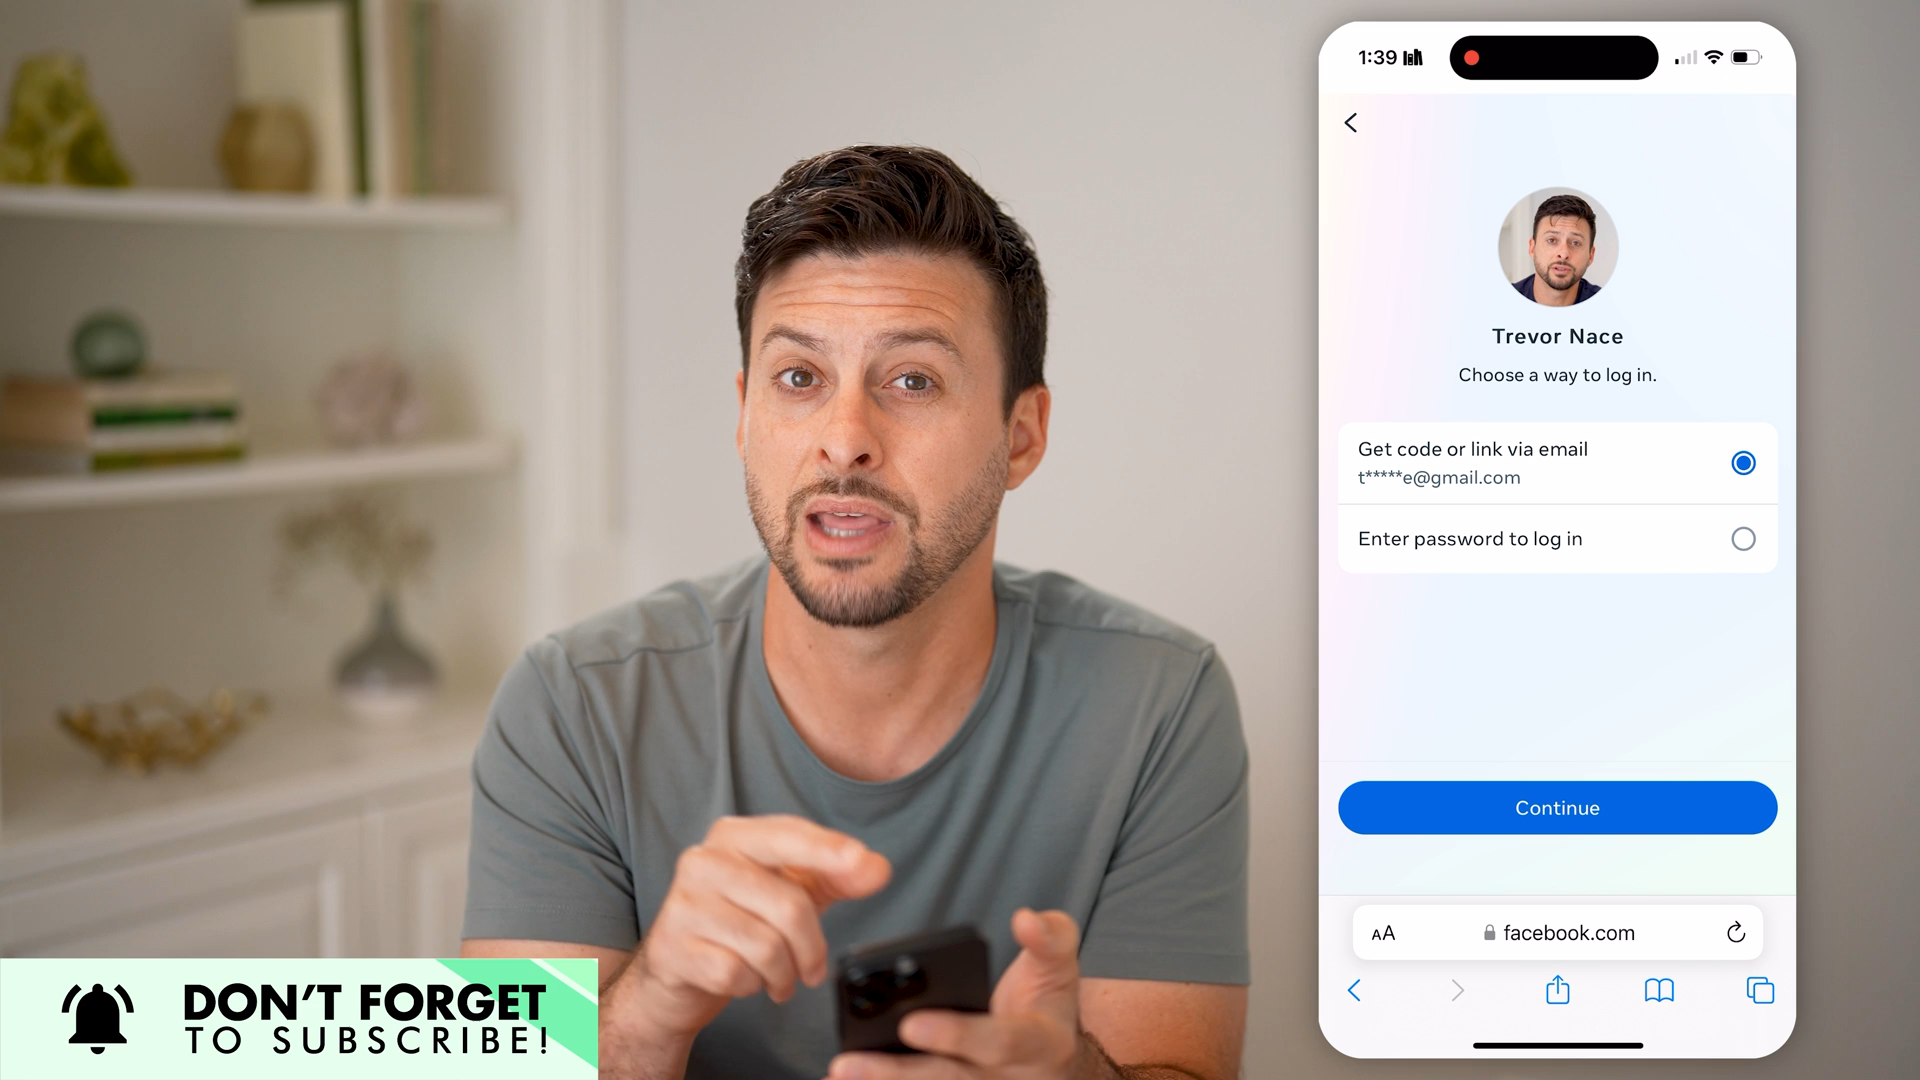 1:39
Trevor Nace
Choose a way to log in.
Get code or link via email
t*****e@gmail.com
Enter password to log in
Continue
AA
facebook.com
DON'T FORGET
TO SUBSCRIBE!